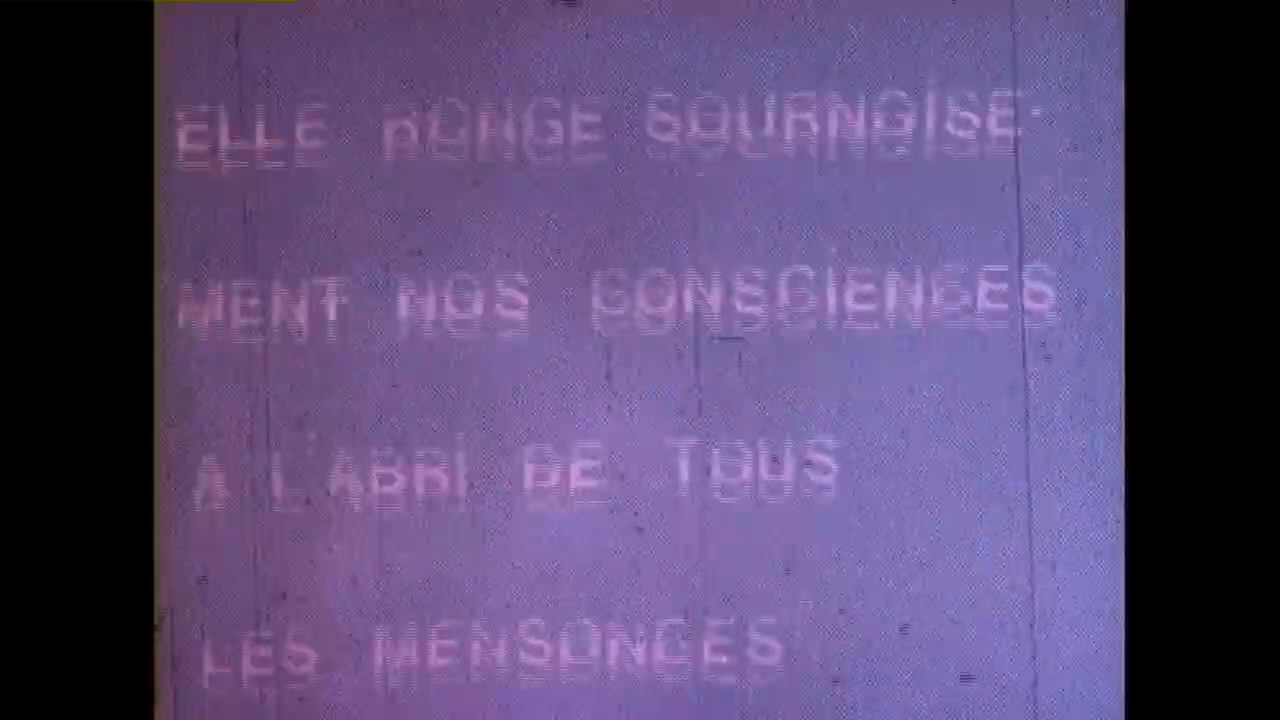 ELLE RONGE SOURNOISE-
MENT NOS CONSCIENCES
A L'ABRI DE TOUS
LES MENSONGES